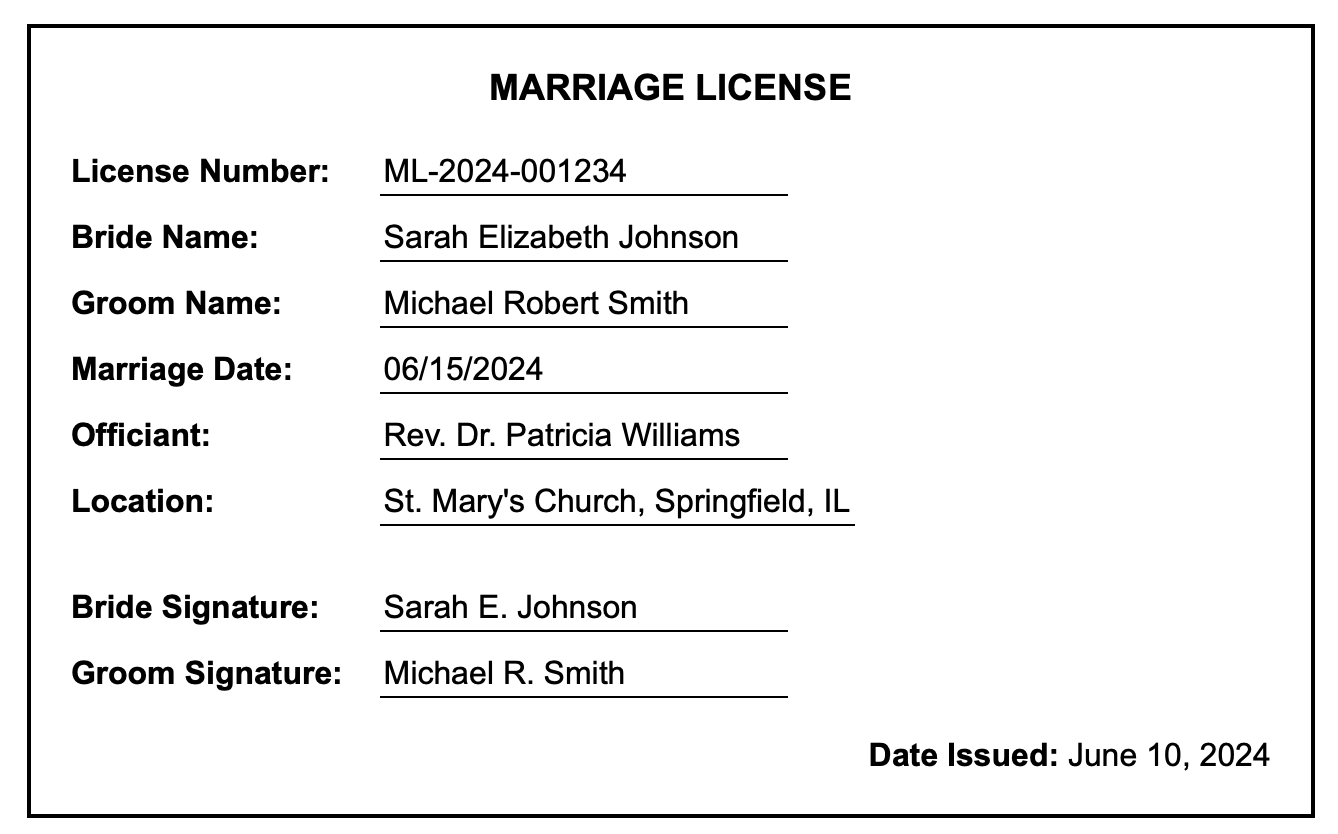 MARRIAGE LICENSE
License Number: ML-2024-001234
Bride Name: Sarah Elizabeth Johnson
Groom Name: Michael Robert Smith
Marriage Date: 06/15/2024
Officiant: Rev. Dr. Patricia Williams
Location: St. Mary's Church, Springfield, IL
Bride Signature: Sarah E. Johnson
Groom Signature: Michael R. Smith
Date Issued: June 10, 2024